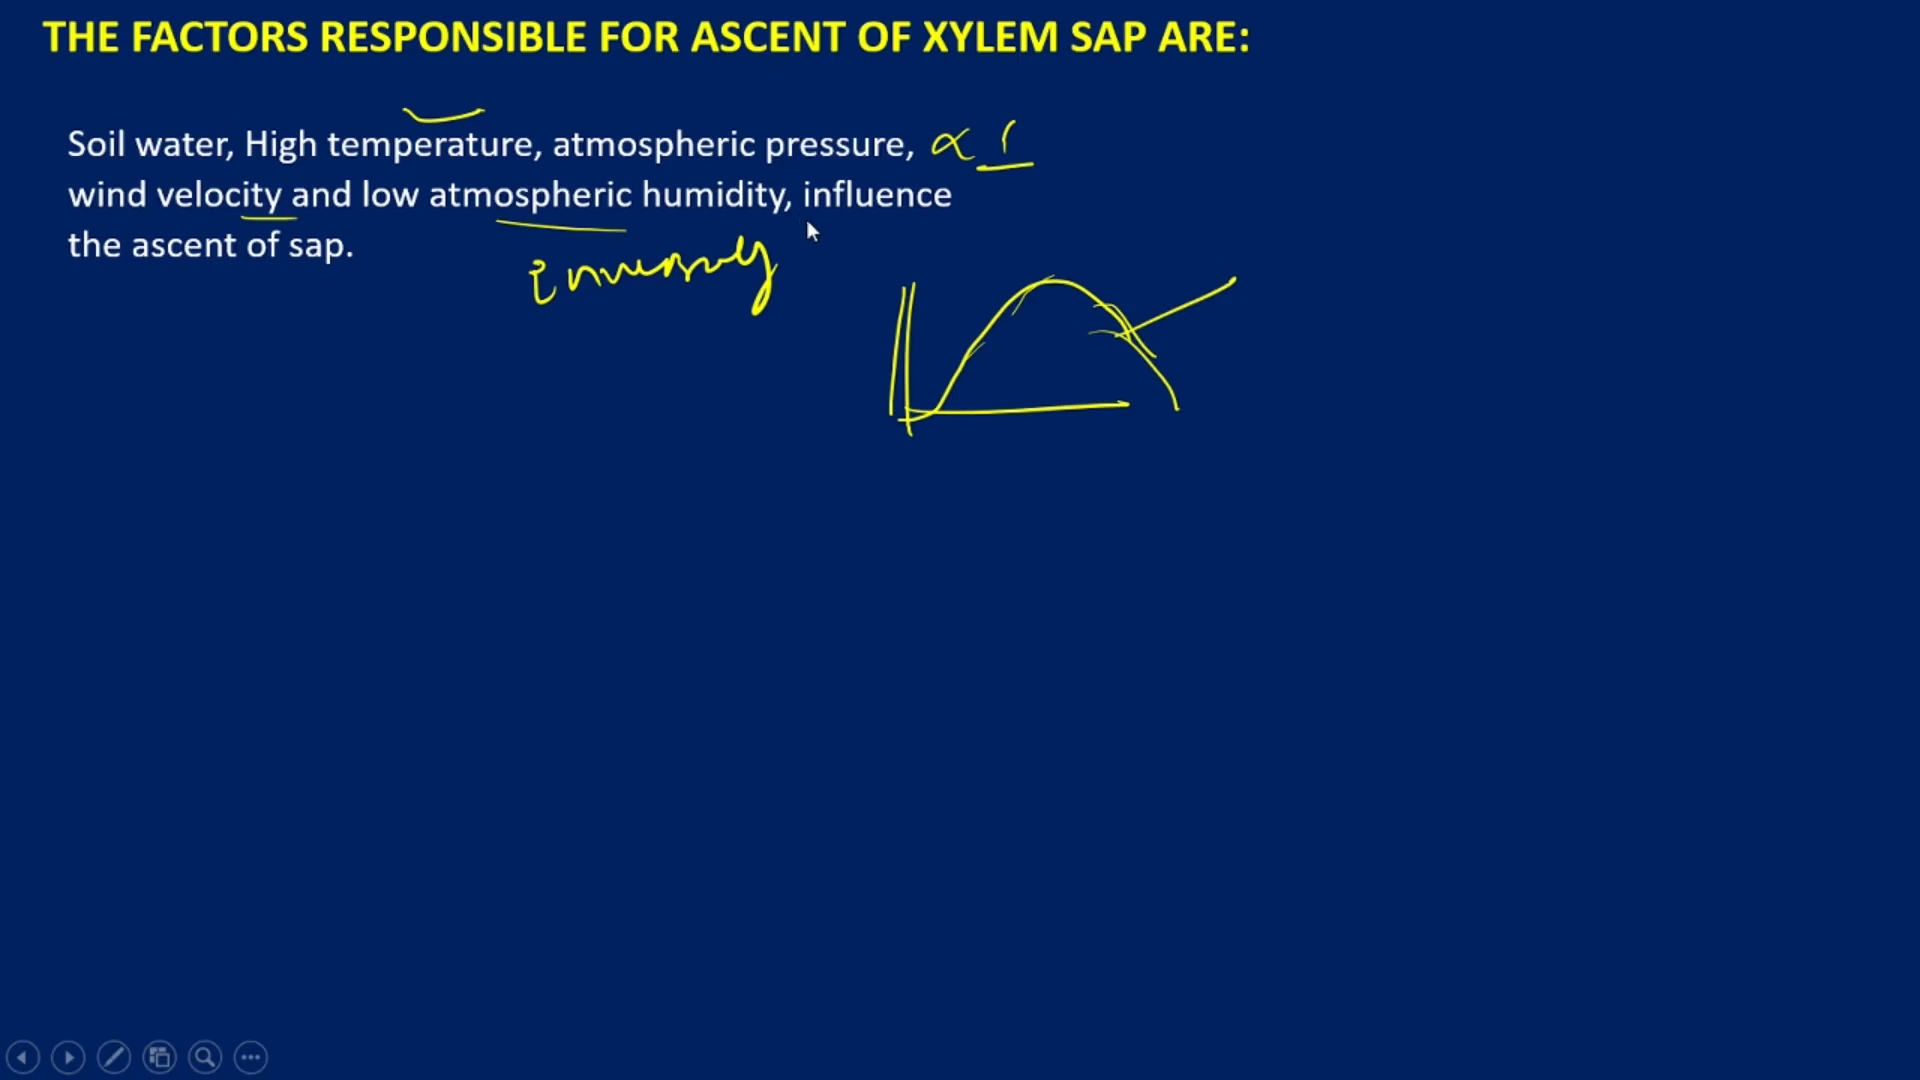 THE FACTORS RESPONSIBLE FOR ASCENT OF XYLEM SAP ARE:
Soil water, High temperature, atmospheric pressure, ∝ 1
wind velocity and low atmospheric humidity, influence
the ascent of sap.